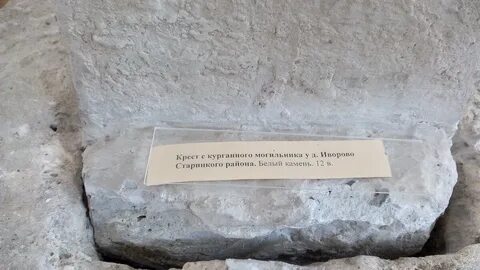 Крест с курганного могильника у д. Иворово
Старицкого района. Белый камень. 12 в.